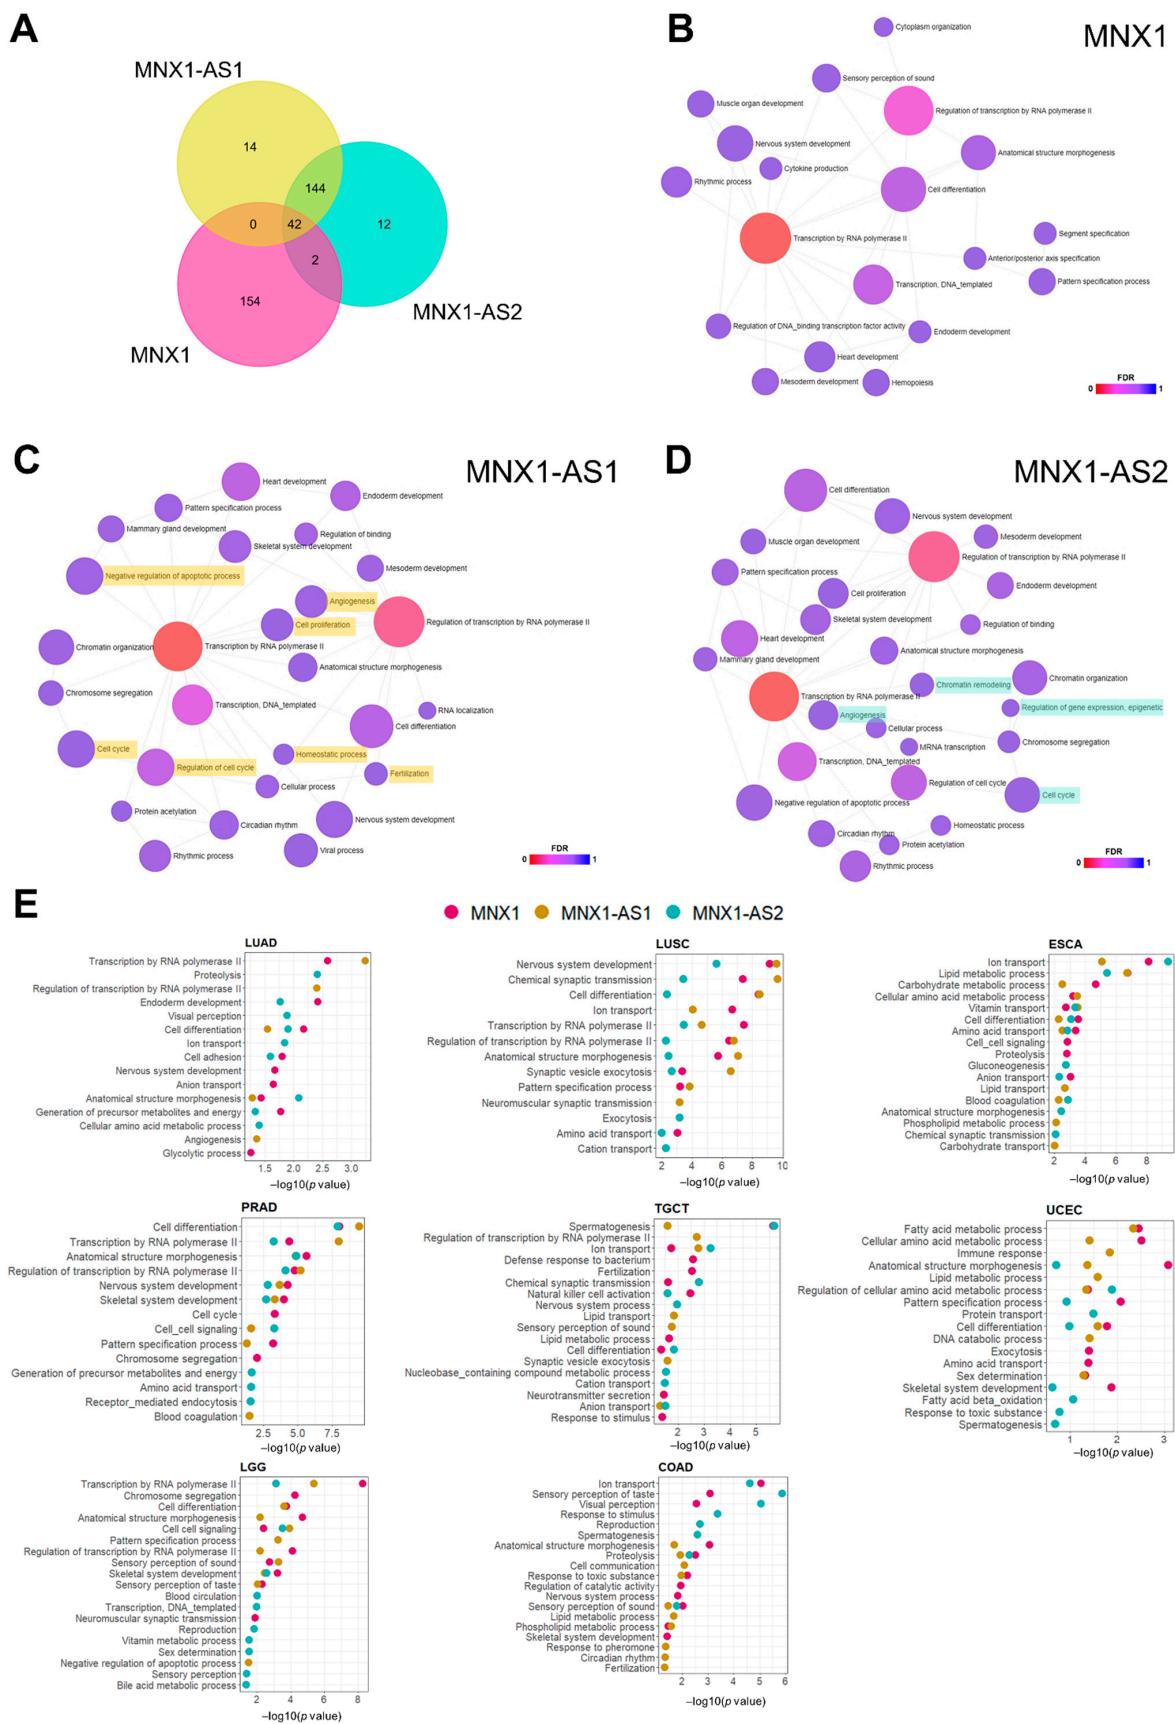 A
MNX1-AS1
14
144
0
42
12
2
154
MNX1-AS2
MNX1
B
MNX1
Cytoplasm organization
Sensory perception of sound
Muscle organ development
Regulation of transcription by RNA polymerase II
Nervous system development
Anatomical structure morphogenesis
Cytokine production
Rhythmic process
Cell differentiation
Transcription by RNA polymerase II
Segment specification
Anterior/posterior axis specification
Transcription, DNA_templated
Pattern specification process
Regulation of DNA_binding transcription factor activity
Endoderm development
Heart development
Mesoderm development
Hemopoiesis
FDR
0
1
C
MNX1-AS1
Heart development
Endoderm development
Pattern specification process
Mammary gland development
Regulation of binding
Skeletal system development
Mesoderm development
Negative regulation of apoptotic process
Angiogenesis
Cell proliferation
Regulation of transcription by RNA polymerase II
Chromatin organization
Transcription by RNA polymerase II
Anatomical structure morphogenesis
Chromosome segregation
Transcription, DNA_templated
RNA localization
Cell differentiation
Cell cycle
Homeostatic process
Regulation of cell cycle
Fertilization
Cellular process
Protein acetylation
Circadian rhythm
Nervous system development
Viral process
Rhythmic process
FDR
0
1
D
MNX1-AS2
Cell differentiation
Nervous system development
Mesoderm development
Muscle organ development
Regulation of transcription by RNA polymerase II
Pattern specification process
Endoderm development
Cell proliferation
Skeletal system development
Regulation of binding
Heart development
Anatomical structure morphogenesis
Mammary gland development
Chromatin organization
Chromatin remodeling
Transcription by RNA polymerase II
Regulation of gene expression, epigenetic
Angiogenesis
Cellular process
Chromosome segregation
MRNA transcription
Transcription, DNA_templated
Regulation of cell cycle
Cell cycle
Negative regulation of apoptotic process
Homeostatic process
Circadian rhythm
Protein acetylation
Rhythmic process
FDR
0
1
E
MNX1
MNX1-AS1
MNX1-AS2
LUAD
Transcription by RNA polymerase II
Proteolysis
Regulation of transcription by RNA polymerase II
Endoderm development
Visual perception
Cell differentiation
Ion transport
Cell adhesion
Nervous system development
Anion transport
Anatomical structure morphogenesis
Generation of precursor metabolites and energy
Cellular amino acid metabolic process
Angiogenesis
Glycolytic process
1.5 2.0 2.5 3.0
−log10(p value)
LUSC
Nervous system development
Chemical synaptic transmission
Cell differentiation
Ion transport
Transcription by RNA polymerase II
Regulation of transcription by RNA polymerase II
Anatomical structure morphogenesis
Synaptic vesicle exocytosis
Pattern specification process
Neuromuscular synaptic transmission
Exocytosis
Amino acid transport
Cation transport
2 4 6 8 10
−log10(p value)
ESCA
Ion transport
Lipid metabolic process
Carbohydrate metabolic process
Cellular amino acid metabolic process
Vitamin transport
Cell differentiation
Amino acid transport
Cell_cell signaling
Proteolysis
Gluconeogenesis
Anion transport
Lipid transport
Blood coagulation
Anatomical structure morphogenesis
Phospholipid metabolic process
Chemical synaptic transmission
Carbohydrate transport
2 4 6 8
−log10(p value)
PRAD
Cell differentiation
Transcription by RNA polymerase II
Anatomical structure morphogenesis
Regulation of transcription by RNA polymerase II
Nervous system development
Skeletal system development
Cell cycle
Cell_cell signaling
Pattern specification process
Chromosome segregation
Generation of precursor metabolites and energy
Amino acid transport
Receptor_mediated endocytosis
Blood coagulation
2.5 5.0 7.5
−log10(p value)
TGCT
Spermatogenesis
Regulation of transcription by RNA polymerase II
Ion transport
Defense response to bacterium
Fertilization
Chemical synaptic transmission
Natural killer cell activation
Nervous system process
Lipid transport
Sensory perception of sound
Lipid metabolic process
Cell differentiation
Synaptic vesicle exocytosis
Nucleobase_containing compound metabolic process
Cation transport
Neurotransmitter secretion
Anion transport
Response to stimulus
2 3 4 5
−log10(p value)
UCEC
Fatty acid metabolic process
Cellular amino acid metabolic process
Immune response
Anatomical structure morphogenesis
Lipid metabolic process
Regulation of cellular amino acid metabolic process
Pattern specification process
Protein transport
Cell differentiation
DNA catabolic process
Exocytosis
Amino acid transport
Sex determination
Skeletal system development
Fatty acid beta_oxidation
Response to toxic substance
Spermatogenesis
1 2 3
−log10(p value)
LGG
Transcription by RNA polymerase II
Chromosome segregation
Cell differentiation
Anatomical structure morphogenesis
Cell cell signaling
Pattern specification process
Regulation of transcription by RNA polymerase II
Sensory perception of sound
Skeletal system development
Sensory perception of taste
Blood circulation
Transcription, DNA_templated
Neuromuscular synaptic transmission
Reproduction
Vitamin metabolic process
Sex determination
Negative regulation of apoptotic process
Sensory perception
Bile acid metabolic process
2 4 6 8
−log10(p value)
COAD
Ion transport
Sensory perception of taste
Visual perception
Response to stimulus
Reproduction
Spermatogenesis
Anatomical structure morphogenesis
Proteolysis
Cell communication
Response to toxic substance
Regulation of catalytic activity
Nervous system process
Sensory perception of sound
Lipid metabolic process
Phospholipid metabolic process
Skeletal system development
Response to pheromone
Circadian rhythm
Fertilization
2 3 4 5 6
−log10(p value)